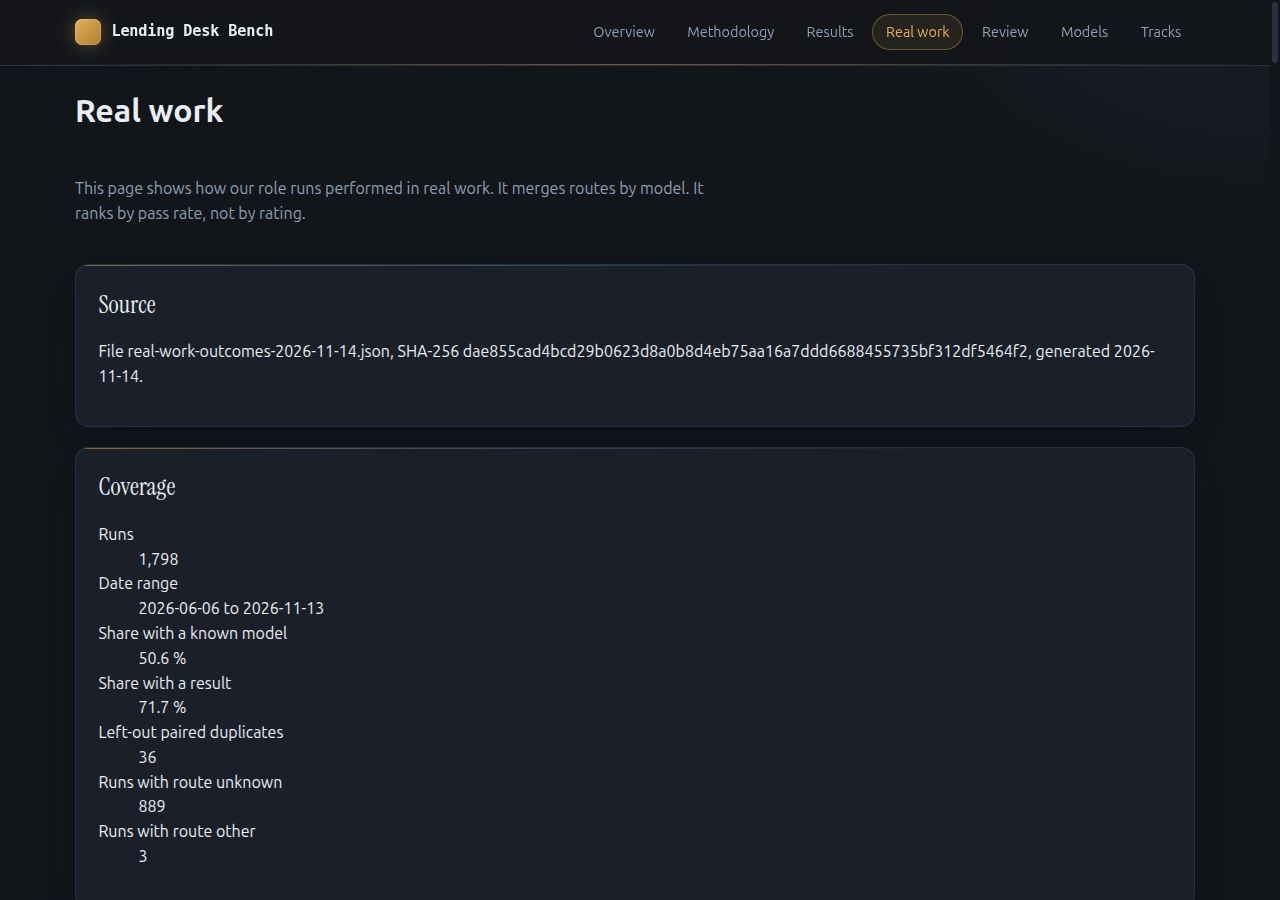 Lending Desk Bench
Overview
Methodology
Results
Real work
Review
Models
Tracks
Real work
This page shows how our role runs performed in real work. It merges routes by model. It
ranks by pass rate, not by rating.
Source
File real-work-outcomes-2026-11-14.json, SHA-256 dae855cad4bcd29b0623d8a0b8d4eb75aa16a7ddd6688455735bf312df5464f2, generated 2026-
11-14.
Coverage
Runs
1,798
Date range
2026-06-06 to 2026-11-13
Share with a known model
50.6 %
Share with a result
71.7 %
Left-out paired duplicates
36
Runs with route unknown
889
Runs with route other
3